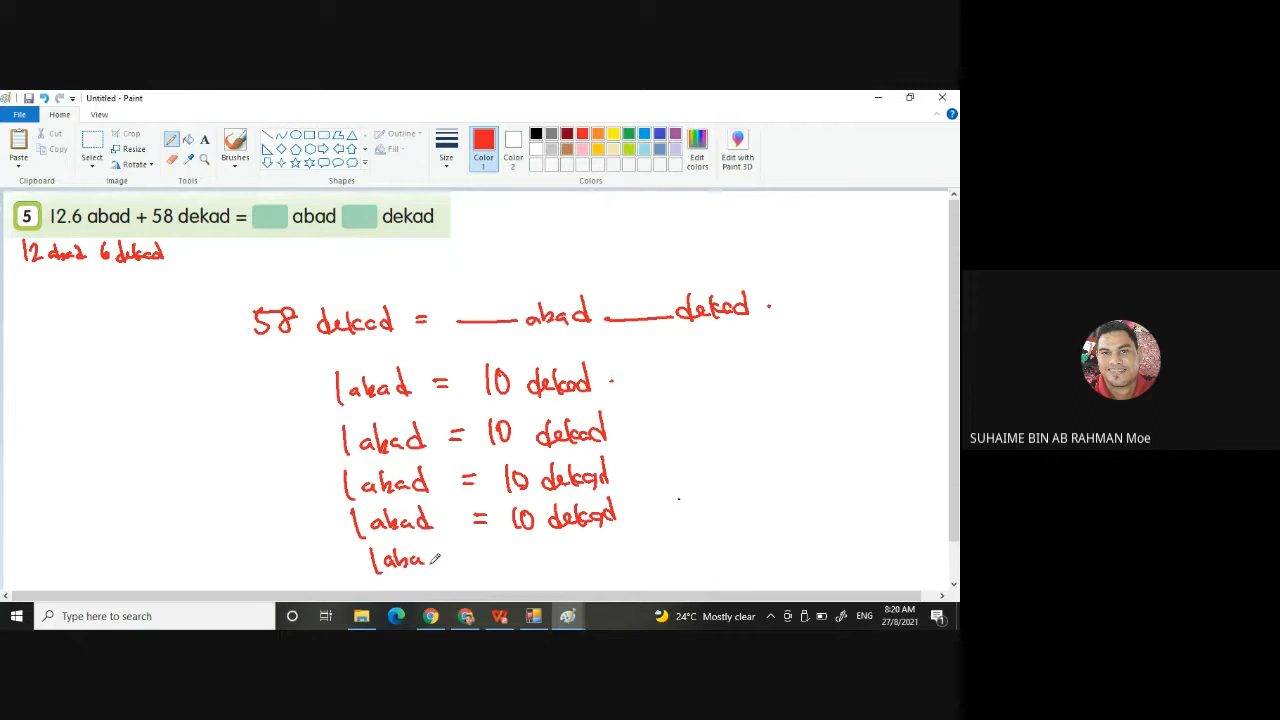 Untitled - Paint
File Home View
Paste Cut Copy Select Crop Resize Rotate Brushes Outline Fill Size Color 1 Color 2 Edit colors Edit with Paint 3D
Clipboard Image Tools Shapes Colors
5 12.6 abad + 58 dekad = abad dekad
12 abad 6 dekad
58 dekad = ___ abad ___ dekad .
1 abad = 10 dekad .
1 abad = 10 dekad
1 abad = 10 dekad
1 abad = 10 dekad
1 aba
SUHAIME BIN AB RAHMAN Moe
Type here to search 24°C Mostly clear ENG 8:20 AM
27/8/2021